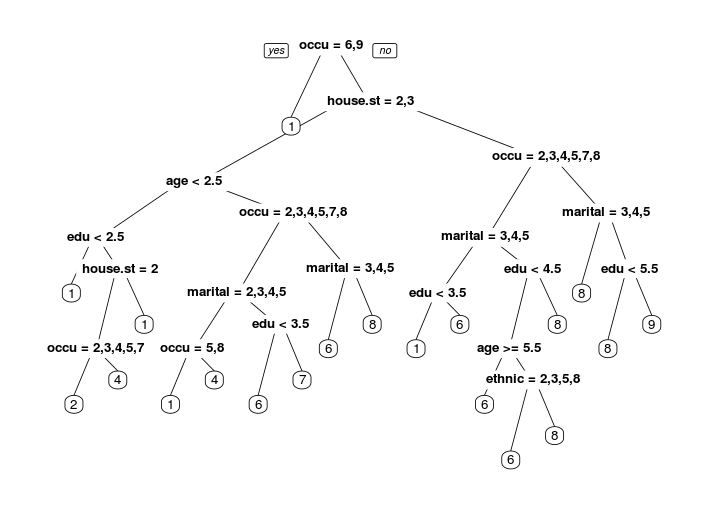 yes occu = 6,9 no
house.st = 2,3
1
occu = 2,3,4,5,7,8
age < 2.5
occu = 2,3,4,5,7,8 marital = 3,4,5
edu < 2.5 marital = 3,4,5
house.st = 2 marital = 3,4,5 edu < 4.5 edu < 5.5
1 marital = 2,3,4,5 edu < 3.5 8
1 edu < 3.5 8 6 8 9
occu = 2,3,4,5,7 occu = 5,8 6 1 age >= 5.5 8
4 4 7 ethnic = 2,3,5,8
2 1 6 6
8
6